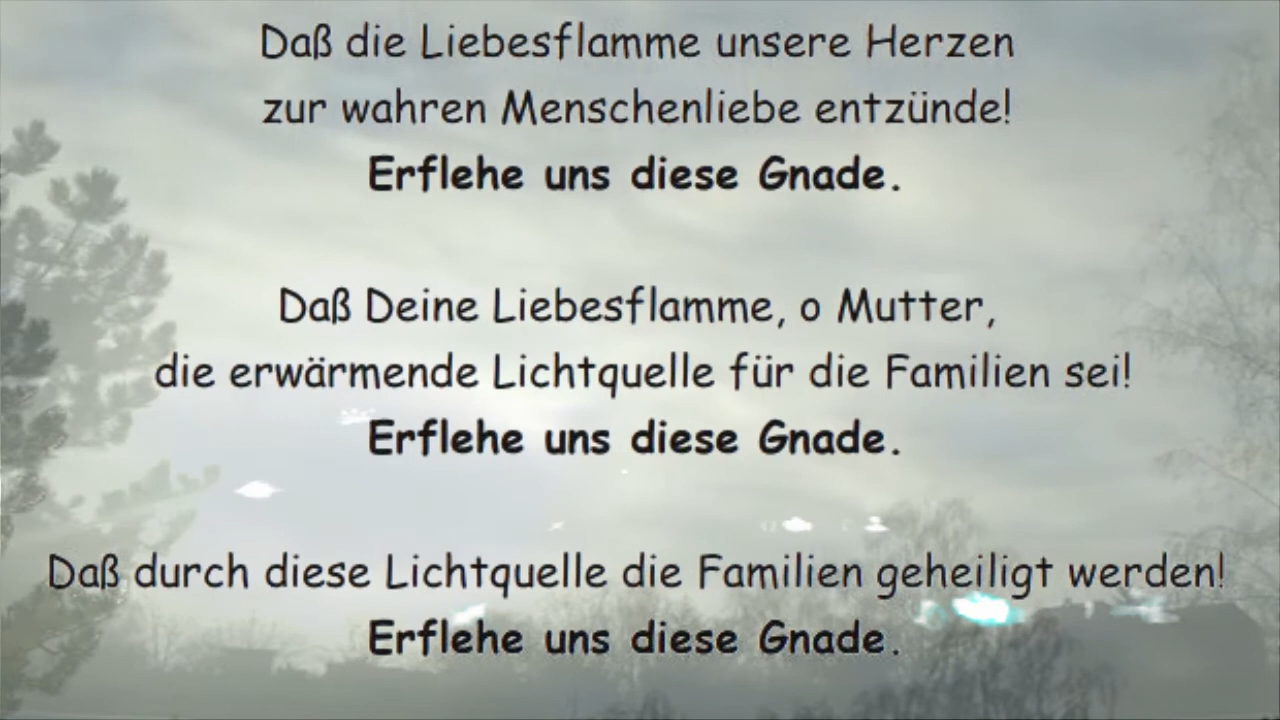 Daß die Liebesflamme unsere Herzen
zur wahren Menschenliebe entzünde!
Erflehe uns diese Gnade.
Daß Deine Liebesflamme, o Mutter,
die erwärmende Lichtquelle für die Familien sei!
Erflehe uns diese Gnade.
Daß durch diese Lichtquelle die Familien geheiligt werden!
Erflehe uns diese Gnade.